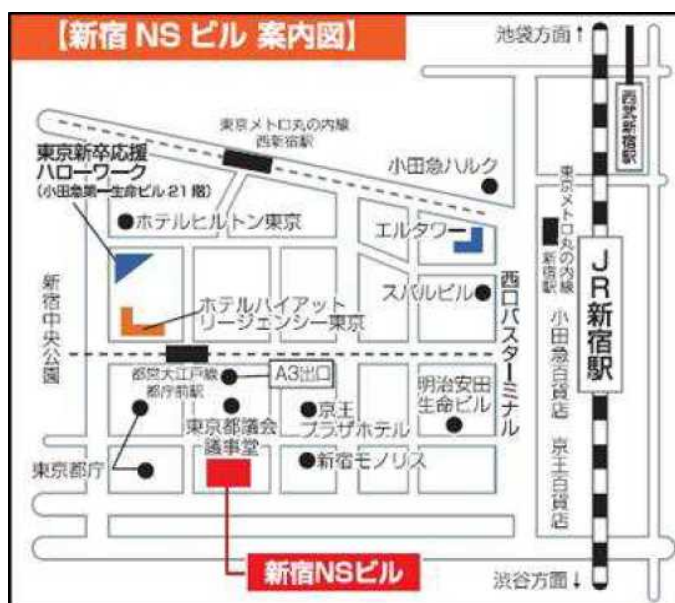 【新宿 NS ビル 案内図】
池袋方面↑
西武新宿駅
東京メトロ丸の内線
西新宿駅
東京新卒応援
ハローワーク
(小田急第一生命ビル21階)
小田急ハルク
ホテルヒルトン東京
エルタワー
東京メトロ丸の内線
新宿駅
JR新宿駅
新宿中央公園
ホテルハイアット
リージェンシー東京
スバルビル
西口バスターミナル
小田急百貨店
都営大江戸線
都庁前駅
A3出口
明治安田
生命ビル
東京都議会
議事堂
京王
プラザホテル
京王百貨店
東京都庁
新宿モノリス
新宿NSビル
渋谷方面↓